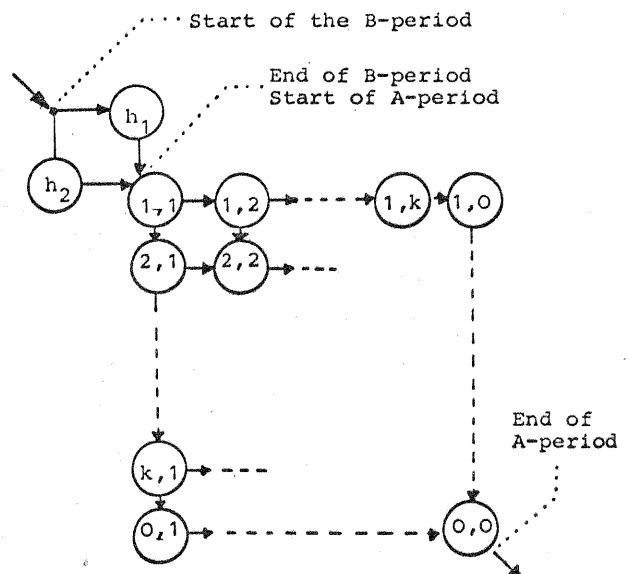 Start of the B-period
End of B-period
Start of A-period
h1
h2
1,1 1,2 1,k 1,0
2,1 2,2
k,1
End of
A-period
0,1 0,0